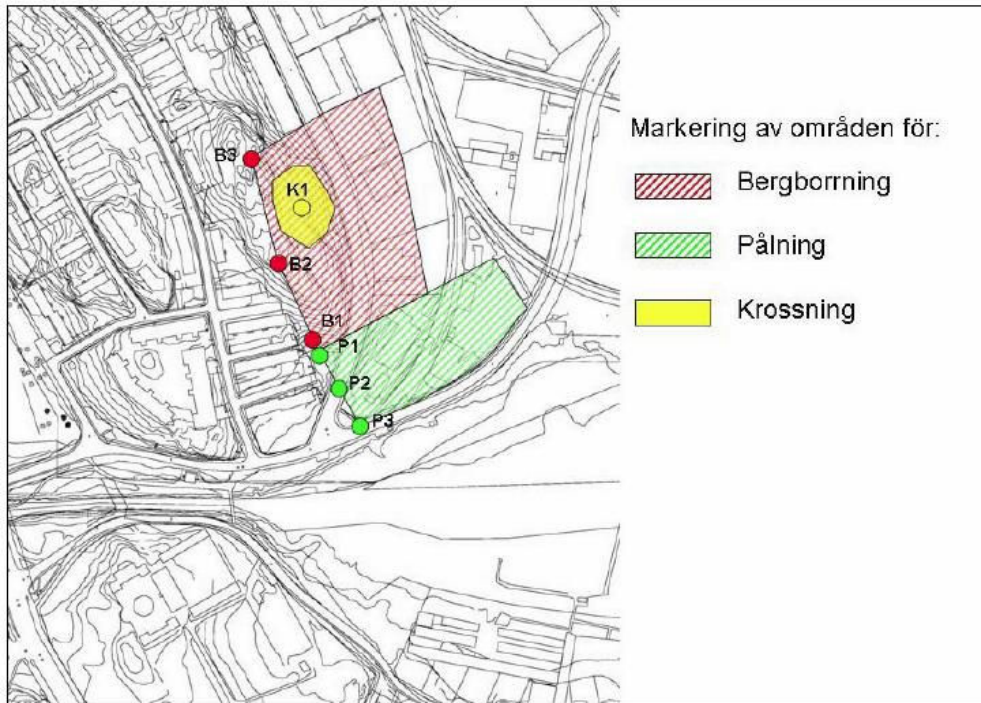 Markering av områden för:
Bergborrning
Pålning
Krossning
B3
K1
B2
B1
P1
P2
P3